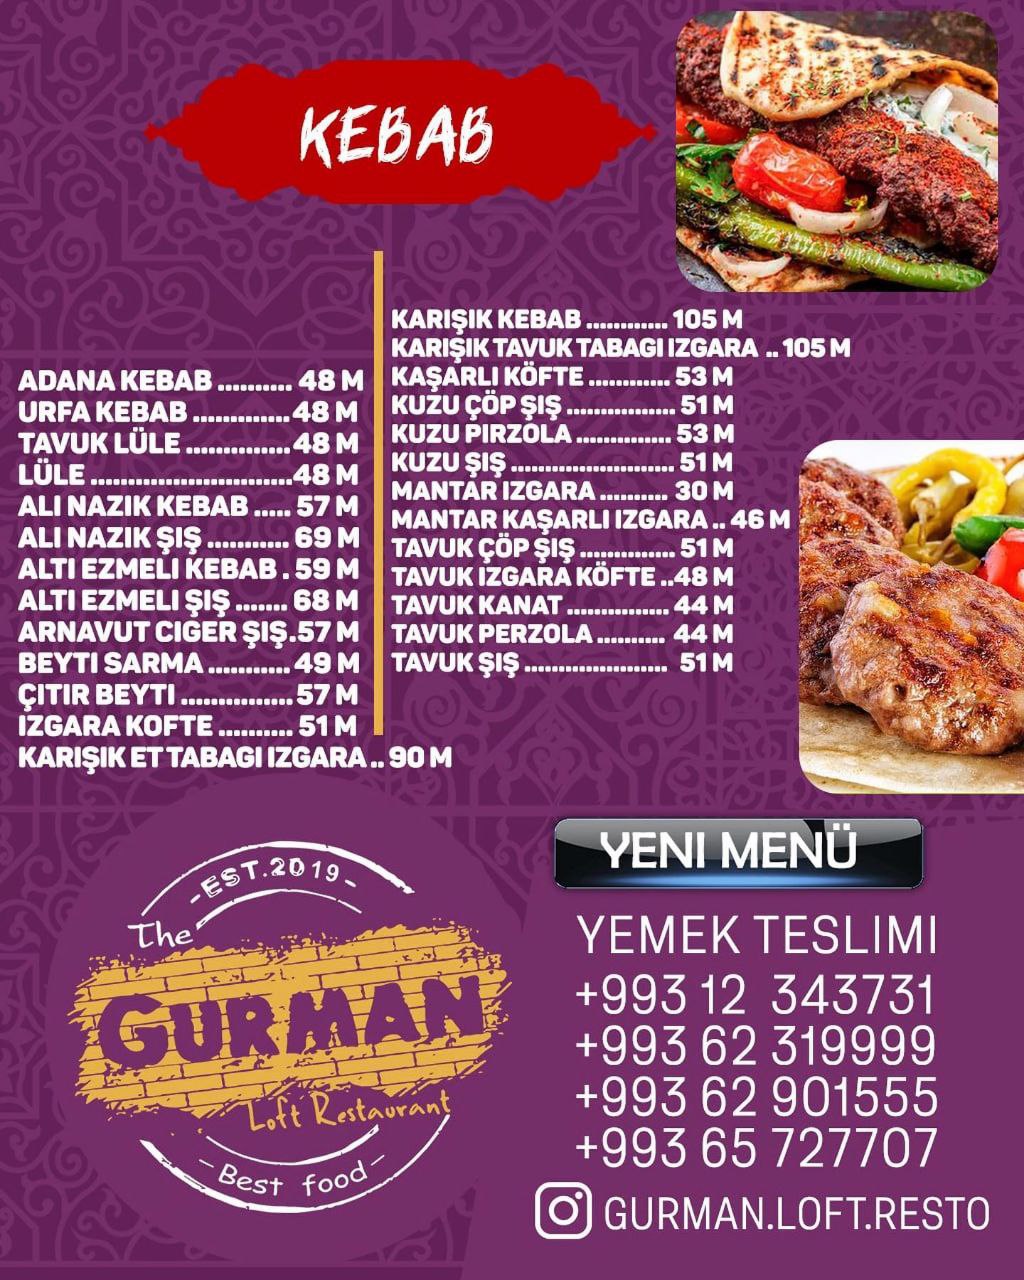 KEBAB
ADANA KEBAB .......... 48 M
URFA KEBAB ............. 48 M
TAVUK LÜLE ............... 48 M
LÜLE ............................. 48 M
ALI NAZIK KEBAB ..... 57 M
ALI NAZIK ŞIŞ ........... 69 M
ALTI EZMELI KEBAB . 59 M
ALTI EZMELI ŞIŞ ....... 68 M
ARNAVUT CIGER ŞIŞ. 57 M
BEYTI SARMA ............ 49 M
ÇITIR BEYTI ................ 57 M
IZGARA KOFTE .......... 51 M
KARIŞIK ET TABAGI IZGARA .. 90 M
KARIŞIK KEBAB ............ 105 M
KARIŞIK TAVUK TABAGI IZGARA .. 105 M
KAŞARLI KÖFTE ............ 53 M
KUZU ÇÖP ŞIŞ ................ 51 M
KUZU PIRZOLA .............. 53 M
KUZU ŞIŞ ........................ 51 M
MANTAR IZGARA .......... 30 M
MANTAR KAŞARLI IZGARA .. 46 M
TAVUK ÇÖP ŞIŞ .............. 51 M
TAVUK IZGARA KÖFTE .. 48 M
TAVUK KANAT ............... 44 M
TAVUK PERZOLA .......... 44 M
TAVUK ŞIŞ ..................... 51 M
-EST.2019-
The
GURMAN
Loft Restaurant
- Best food -
YENI MENÜ
YEMEK TESLIMI
+993 12 343731
+993 62 319999
+993 62 901555
+993 65 727707
GURMAN.LOFT.RESTO